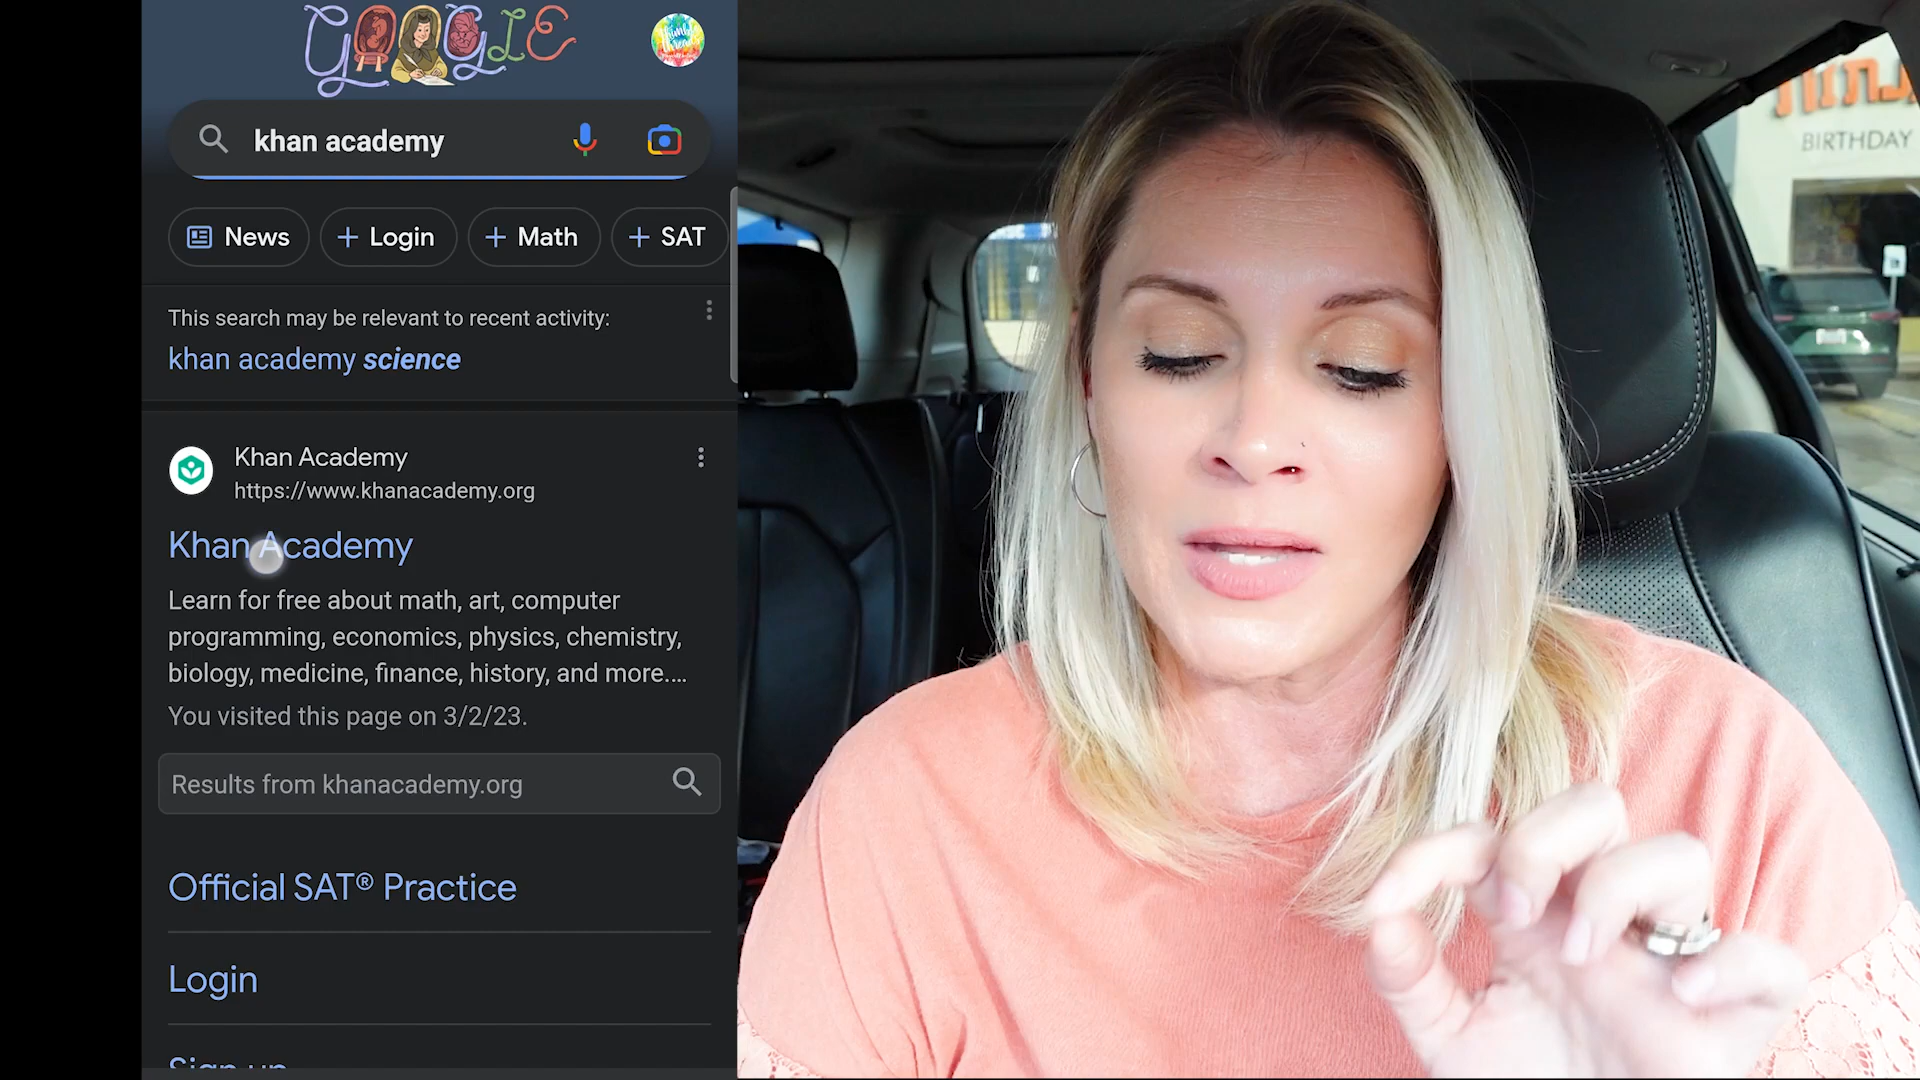 GOOGLE
khan academy
News
+ Login
+ Math
+ SAT
This search may be relevant to recent activity:
khan academy science
Khan Academy
https://www.khanacademy.org
Khan Academy
Learn for free about math, art, computer
programming, economics, physics, chemistry,
biology, medicine, finance, history, and more....
You visited this page on 3/2/23.
Results from khanacademy.org
Official SAT® Practice
Login
Sign up
BIRTHDAY